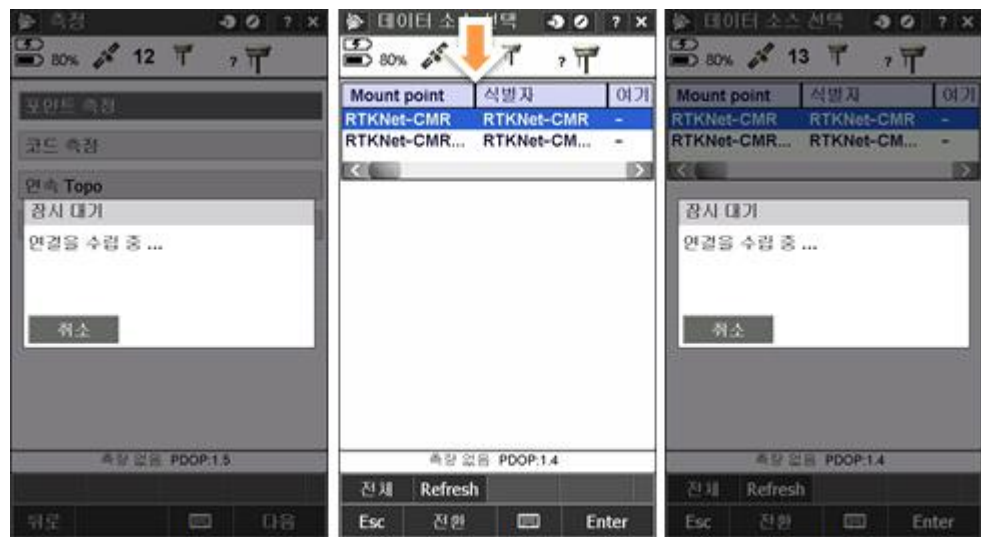 측정
80% 12 ?
포인트 측정
코드 측정
연속 Topo
잠시 대기
연결을 수립 중 ...
취소
측량 없음 PDOP:1.5
뒤로 다음
데이터 소스 선택 ? x
80% ?
Mount point 식별자 여기
RTKNet-CMR RTKNet-CMR -
RTKNet-CMR... RTKNet-CM... -
측량 없음 PDOP:1.4
전체 Refresh
Esc 전환 Enter
데이터 소스 선택 ? x
80% 13 ?
Mount point 식별자 여기
RTKNet-CMR RTKNet-CMR -
RTKNet-CMR... RTKNet-CM... -
잠시 대기
연결을 수립 중 ...
취소
측량 없음 PDOP:1.4
전체 Refresh
Esc 전환 Enter